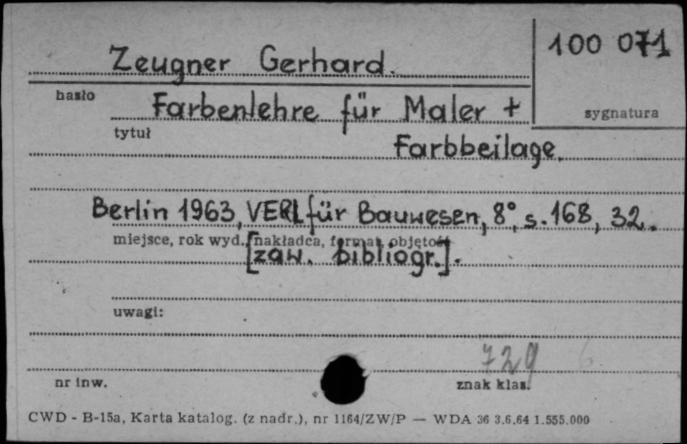 Zeugner Gerhard.
100 071
hasło
sygnatura
Farbenlehre für Maler +
tytuł
Farbbeilage.
Berlin 1963, VERL für Bauwesen, 8°, s. 168, 32.
miejsce, rok wyd., nakładca, format, objętość
[zaw. bibliogr.].
uwagi:
729 6
nr inw.
znak klas.
CWD - B-15a, Karta katalog. (z nadr.), nr 1164/ZW/P — WDA 36 3.6.64 1.555.000